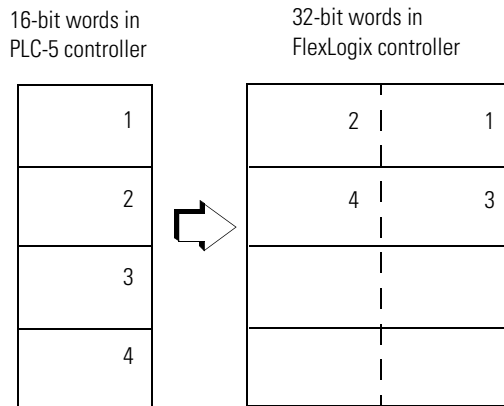 16-bit words in
PLC-5 controller
32-bit words in
FlexLogix controller
1
2
3
4
2 1
4 3